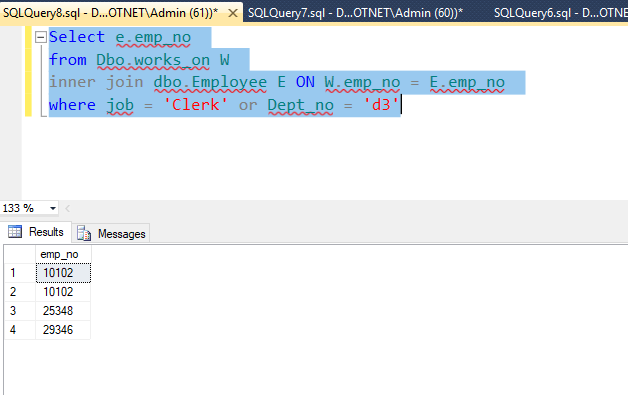 SQLQuery8.sql - D...OTNET\Admin (61))* SQLQuery7.sql - D...OTNET\Admin (60))* SQLQuery6.sql - D...OTN
Select e.emp_no
from Dbo.works_on W
inner join dbo.Employee E ON W.emp_no = E.emp_no
where job = 'Clerk' or Dept_no = 'd3'
133 %
Results Messages
emp_no
1 10102
2 10102
3 25348
4 29346